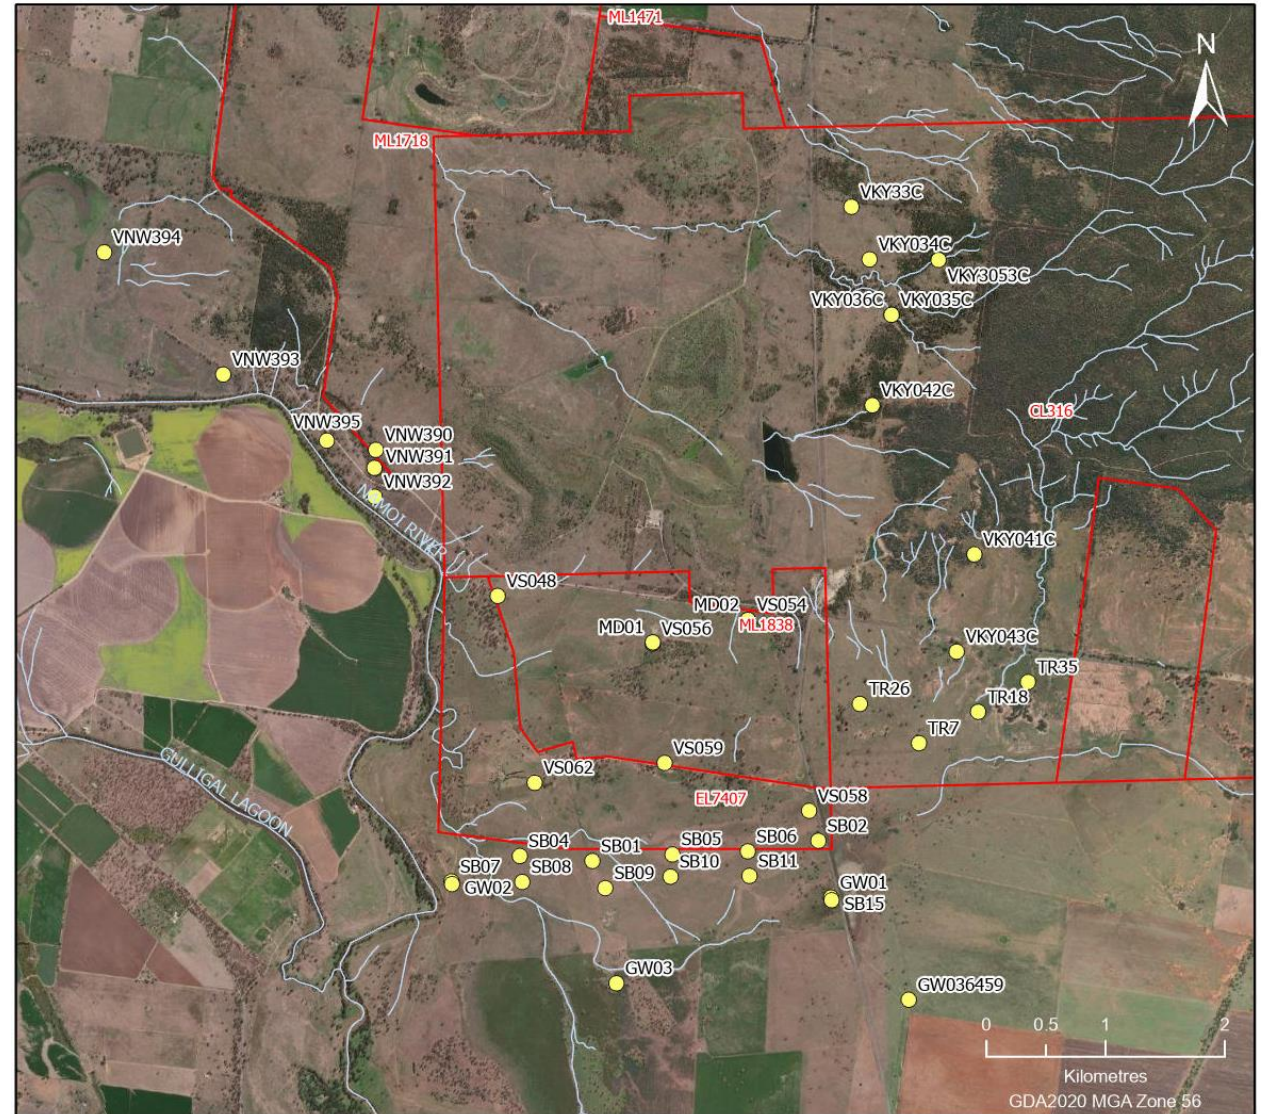 ML1471
N
ML1718
VKY33C
VNW394
VKY034C
VKY3053C
VKY036C
VKY035C
VNW393
VKY042C
CL316
VNW395
VNW390
VNW391
VNW392
NAMOI RIVER
VKY041C
VS048
MD02
VS054
ML1838
MD01
VS056
VKY043C
TR35
TR26
TR18
TR7
VS059
GULLIGAL LAGOON
VS062
EL7407
VS058
SB02
SB04
SB01
SB05
SB06
SB07
SB08
SB10
SB11
GW02
SB09
GW01
SB15
GW03
GW036459
0 0.5 1 2
Kilometres
GDA2020 MGA Zone 56